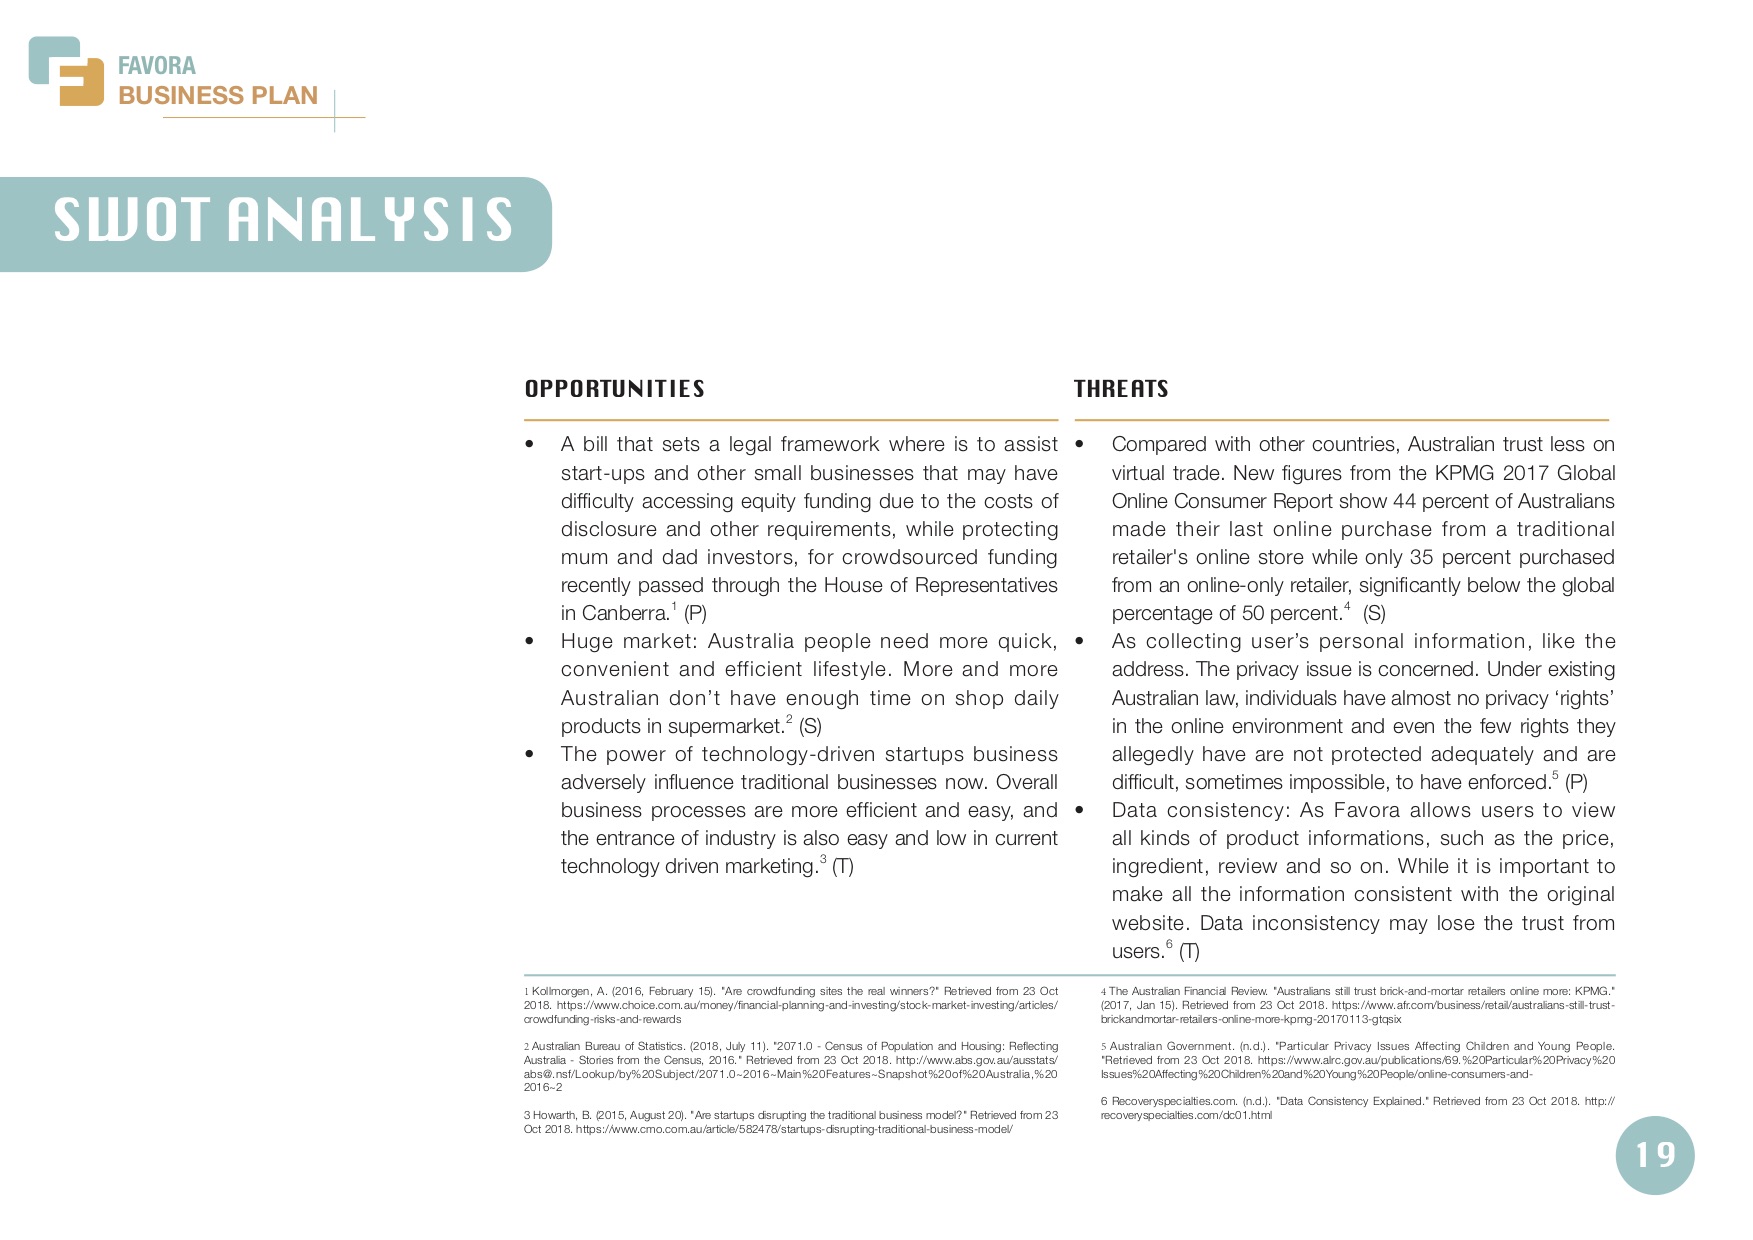 FAVORA
BUSINESS PLAN
SWOT ANALYSIS
OPPORTUNITIES
• A bill that sets a legal framework where is to assist
start-ups and other small businesses that may have
difficulty accessing equity funding due to the costs of
disclosure and other requirements, while protecting
mum and dad investors, for crowdsourced funding
recently passed through the House of Representatives
in Canberra.1 (P)
• Huge market: Australia people need more quick,
convenient and efficient lifestyle. More and more
Australian don’t have enough time on shop daily
products in supermarket.2 (S)
• The power of technology-driven startups business
adversely influence traditional businesses now. Overall
business processes are more efficient and easy, and
the entrance of industry is also easy and low in current
technology driven marketing.3 (T)
THREATS
• Compared with other countries, Australian trust less on
virtual trade. New figures from the KPMG 2017 Global
Online Consumer Report show 44 percent of Australians
made their last online purchase from a traditional
retailer's online store while only 35 percent purchased
from an online-only retailer, significantly below the global
percentage of 50 percent.4 (S)
• As collecting user’s personal information, like the
address. The privacy issue is concerned. Under existing
Australian law, individuals have almost no privacy ‘rights’
in the online environment and even the few rights they
allegedly have are not protected adequately and are
difficult, sometimes impossible, to have enforced.5 (P)
• Data consistency: As Favora allows users to view
all kinds of product informations, such as the price,
ingredient, review and so on. While it is important to
make all the information consistent with the original
website. Data inconsistency may lose the trust from
users.6 (T)
1 Kollmorgen, A. (2016, February 15). "Are crowdfunding sites the real winners?" Retrieved from 23 Oct
2018. https://www.choice.com.au/money/financial-planning-and-investing/stock-market-investing/articles/
crowdfunding-risks-and-rewards
2 Australian Bureau of Statistics. (2018, July 11). "2071.0 - Census of Population and Housing: Reflecting
Australia - Stories from the Census, 2016." Retrieved from 23 Oct 2018. http://www.abs.gov.au/ausstats/
abs@.nsf/Lookup/by%20Subject/2071.0~2016~Main%20Features~Snapshot%20of%20Australia,%20
2016~2
3 Howarth, B. (2015, August 20). "Are startups disrupting the traditional business model?" Retrieved from 23
Oct 2018. https://www.cmo.com.au/article/582478/startups-disrupting-traditional-business-model/
4 The Australian Financial Review. "Australians still trust brick-and-mortar retailers online more: KPMG."
(2017, Jan 15). Retrieved from 23 Oct 2018. https://www.afr.com/business/retail/australians-still-trust-
brickandmortar-retailers-online-more-kpmg-20170113-gtqsix
5 Australian Government. (n.d.). "Particular Privacy Issues Affecting Children and Young People.
"Retrieved from 23 Oct 2018. https://www.alrc.gov.au/publications/69.%20Particular%20Privacy%20
Issues%20Affecting%20Children%20and%20Young%20People/online-consumers-and-
6 Recoveryspecialties.com. (n.d.). "Data Consistency Explained." Retrieved from 23 Oct 2018. http://
recoveryspecialties.com/dc01.html
19